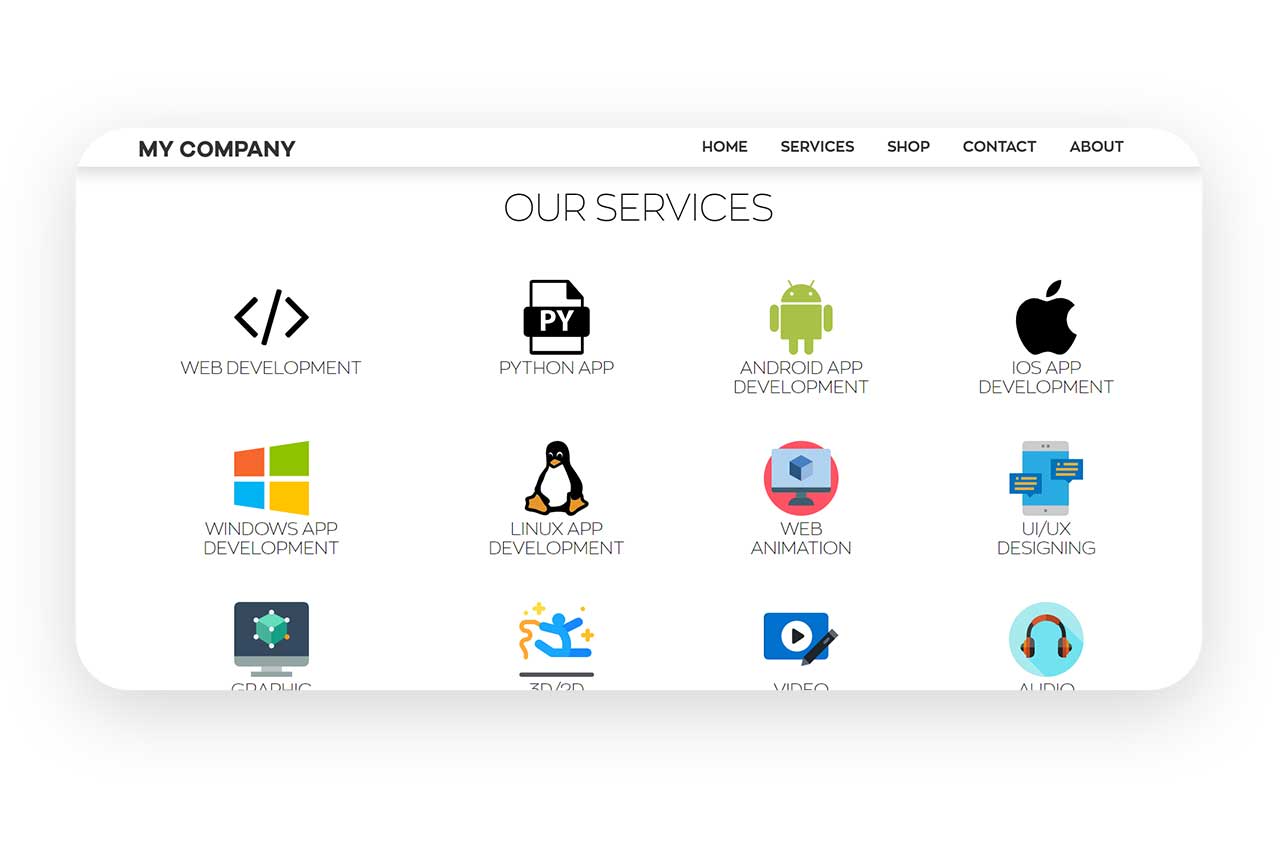 MY COMPANY
HOME SERVICES SHOP CONTACT ABOUT
OUR SERVICES
</>
PY
WEB DEVELOPMENT
PYTHON APP
ANDROID APP
DEVELOPMENT
IOS APP
DEVELOPMENT
WINDOWS APP
DEVELOPMENT
LINUX APP
DEVELOPMENT
WEB
ANIMATION
UI/UX
DESIGNING
GRAPHIC
3D/2D
VIDEO
AUDIO